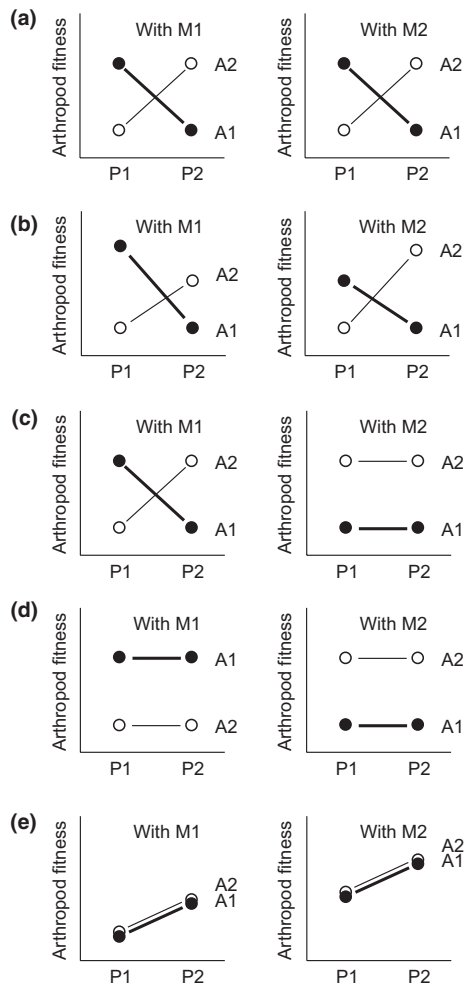 (a)
With M1
With M2
Arthropod fitness
A2
A1
P1 P2
Arthropod fitness
A2
A1
P1 P2
(b)
With M1
With M2
Arthropod fitness
A2
A1
P1 P2
Arthropod fitness
A2
A1
P1 P2
(c)
With M1
With M2
Arthropod fitness
A2
A1
P1 P2
Arthropod fitness
A2
A1
P1 P2
(d)
With M1
With M2
Arthropod fitness
A1
A2
P1 P2
Arthropod fitness
A2
A1
P1 P2
(e)
With M1
With M2
Arthropod fitness
A2
A1
P1 P2
Arthropod fitness
A2
A1
P1 P2